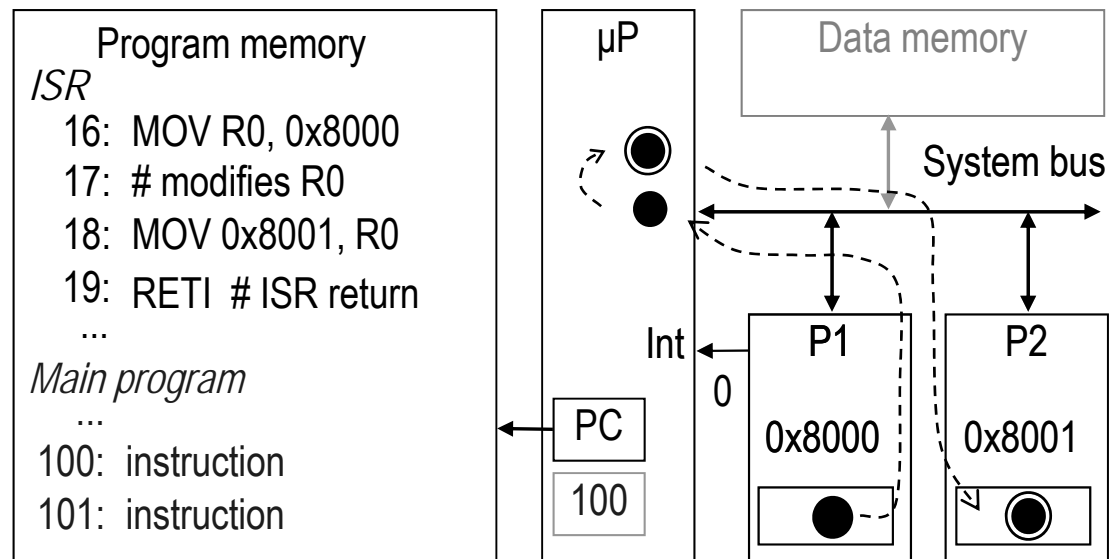 Program memory
ISR
16: MOV R0, 0x8000
17: # modifies R0
18: MOV 0x8001, R0
19: RETI # ISR return
...
Main program
...
100: instruction
101: instruction
µP
Int
PC
100
Data memory
System bus
0
P1
0x8000
P2
0x8001